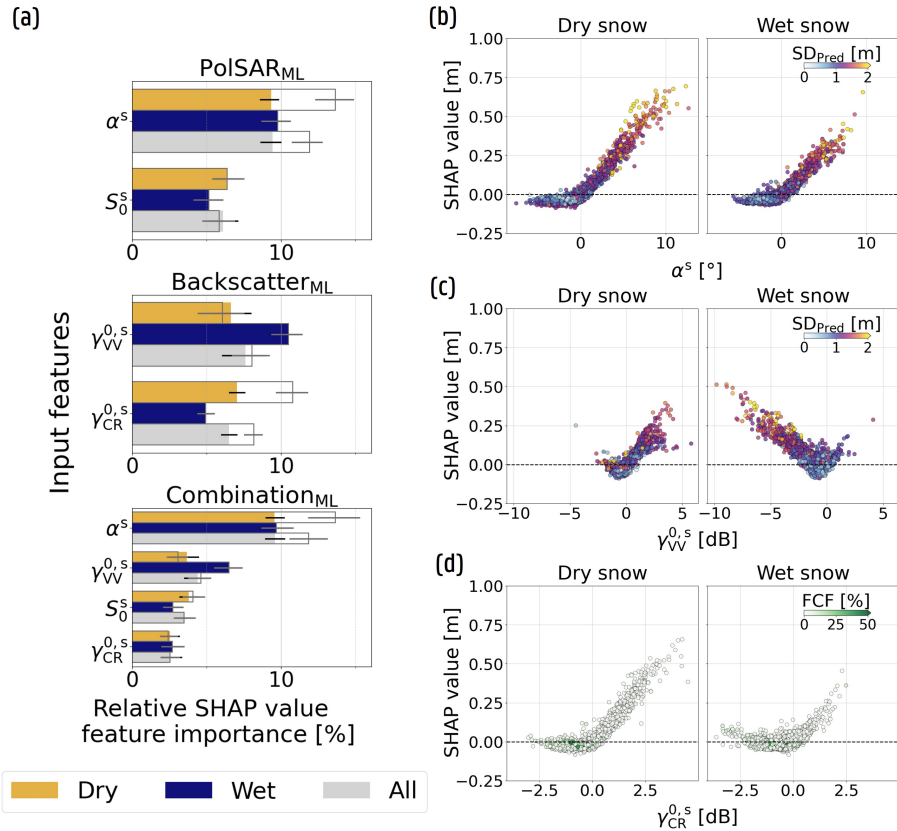 (a)
PolSAR_ML
α^s
S_0^s
0
10
Backscatter_ML
γ_VV^0,s
γ_CR^0,s
0
10
Combination_ML
α^s
γ_VV^0,s
S_0^s
γ_CR^0,s
0
10
Input features
Relative SHAP value
feature importance [%]
Dry
Wet
All
(b)
Dry snow
Wet snow
SD_Pred [m]
0
1
2
SHAP value [m]
1.00
0.75
0.50
0.25
0.00
−0.25
0
10
0
10
α^s [°]
(c)
Dry snow
Wet snow
SD_Pred [m]
0
1
2
SHAP value [m]
1.00
0.75
0.50
0.25
0.00
−0.25
−10
−5
0
5
−10
−5
0
5
γ_VV^0,s [dB]
(d)
Dry snow
Wet snow
FCF [%]
0
25
50
SHAP value [m]
1.00
0.75
0.50
0.25
0.00
−0.25
−2.5
0.0
2.5
−2.5
0.0
2.5
γ_CR^0,s [dB]